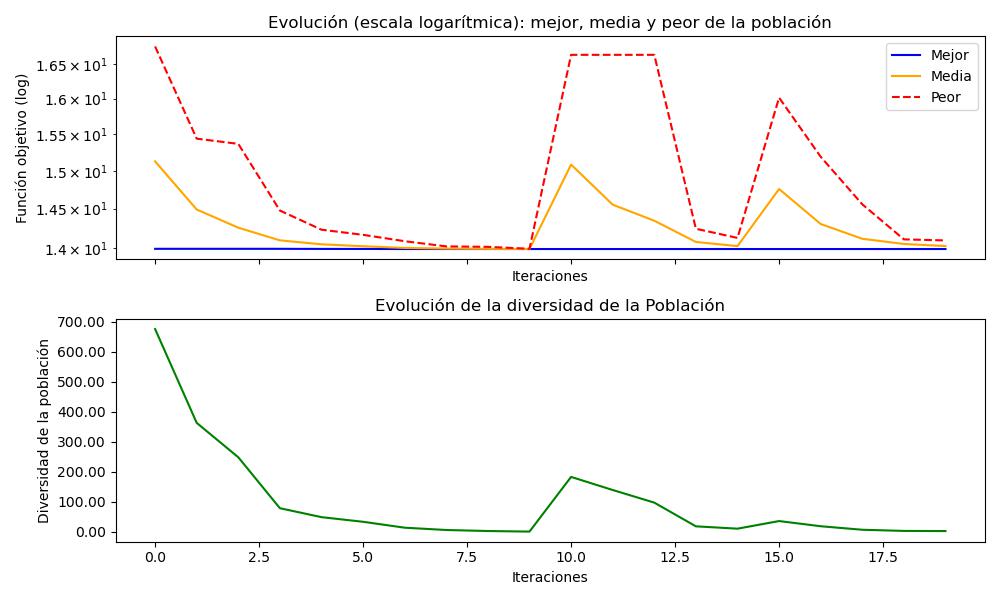 Evolución (escala logarítmica): mejor, media y peor de la población
Función objetivo (log)
1.65 × 10¹
1.6 × 10¹
1.55 × 10¹
1.5 × 10¹
1.45 × 10¹
1.4 × 10¹
Mejor
Media
Peor
Iteraciones
Evolución de la diversidad de la Población
Diversidad de la población
700.00
600.00
500.00
400.00
300.00
200.00
100.00
0.00
0.0 2.5 5.0 7.5 10.0 12.5 15.0 17.5
Iteraciones